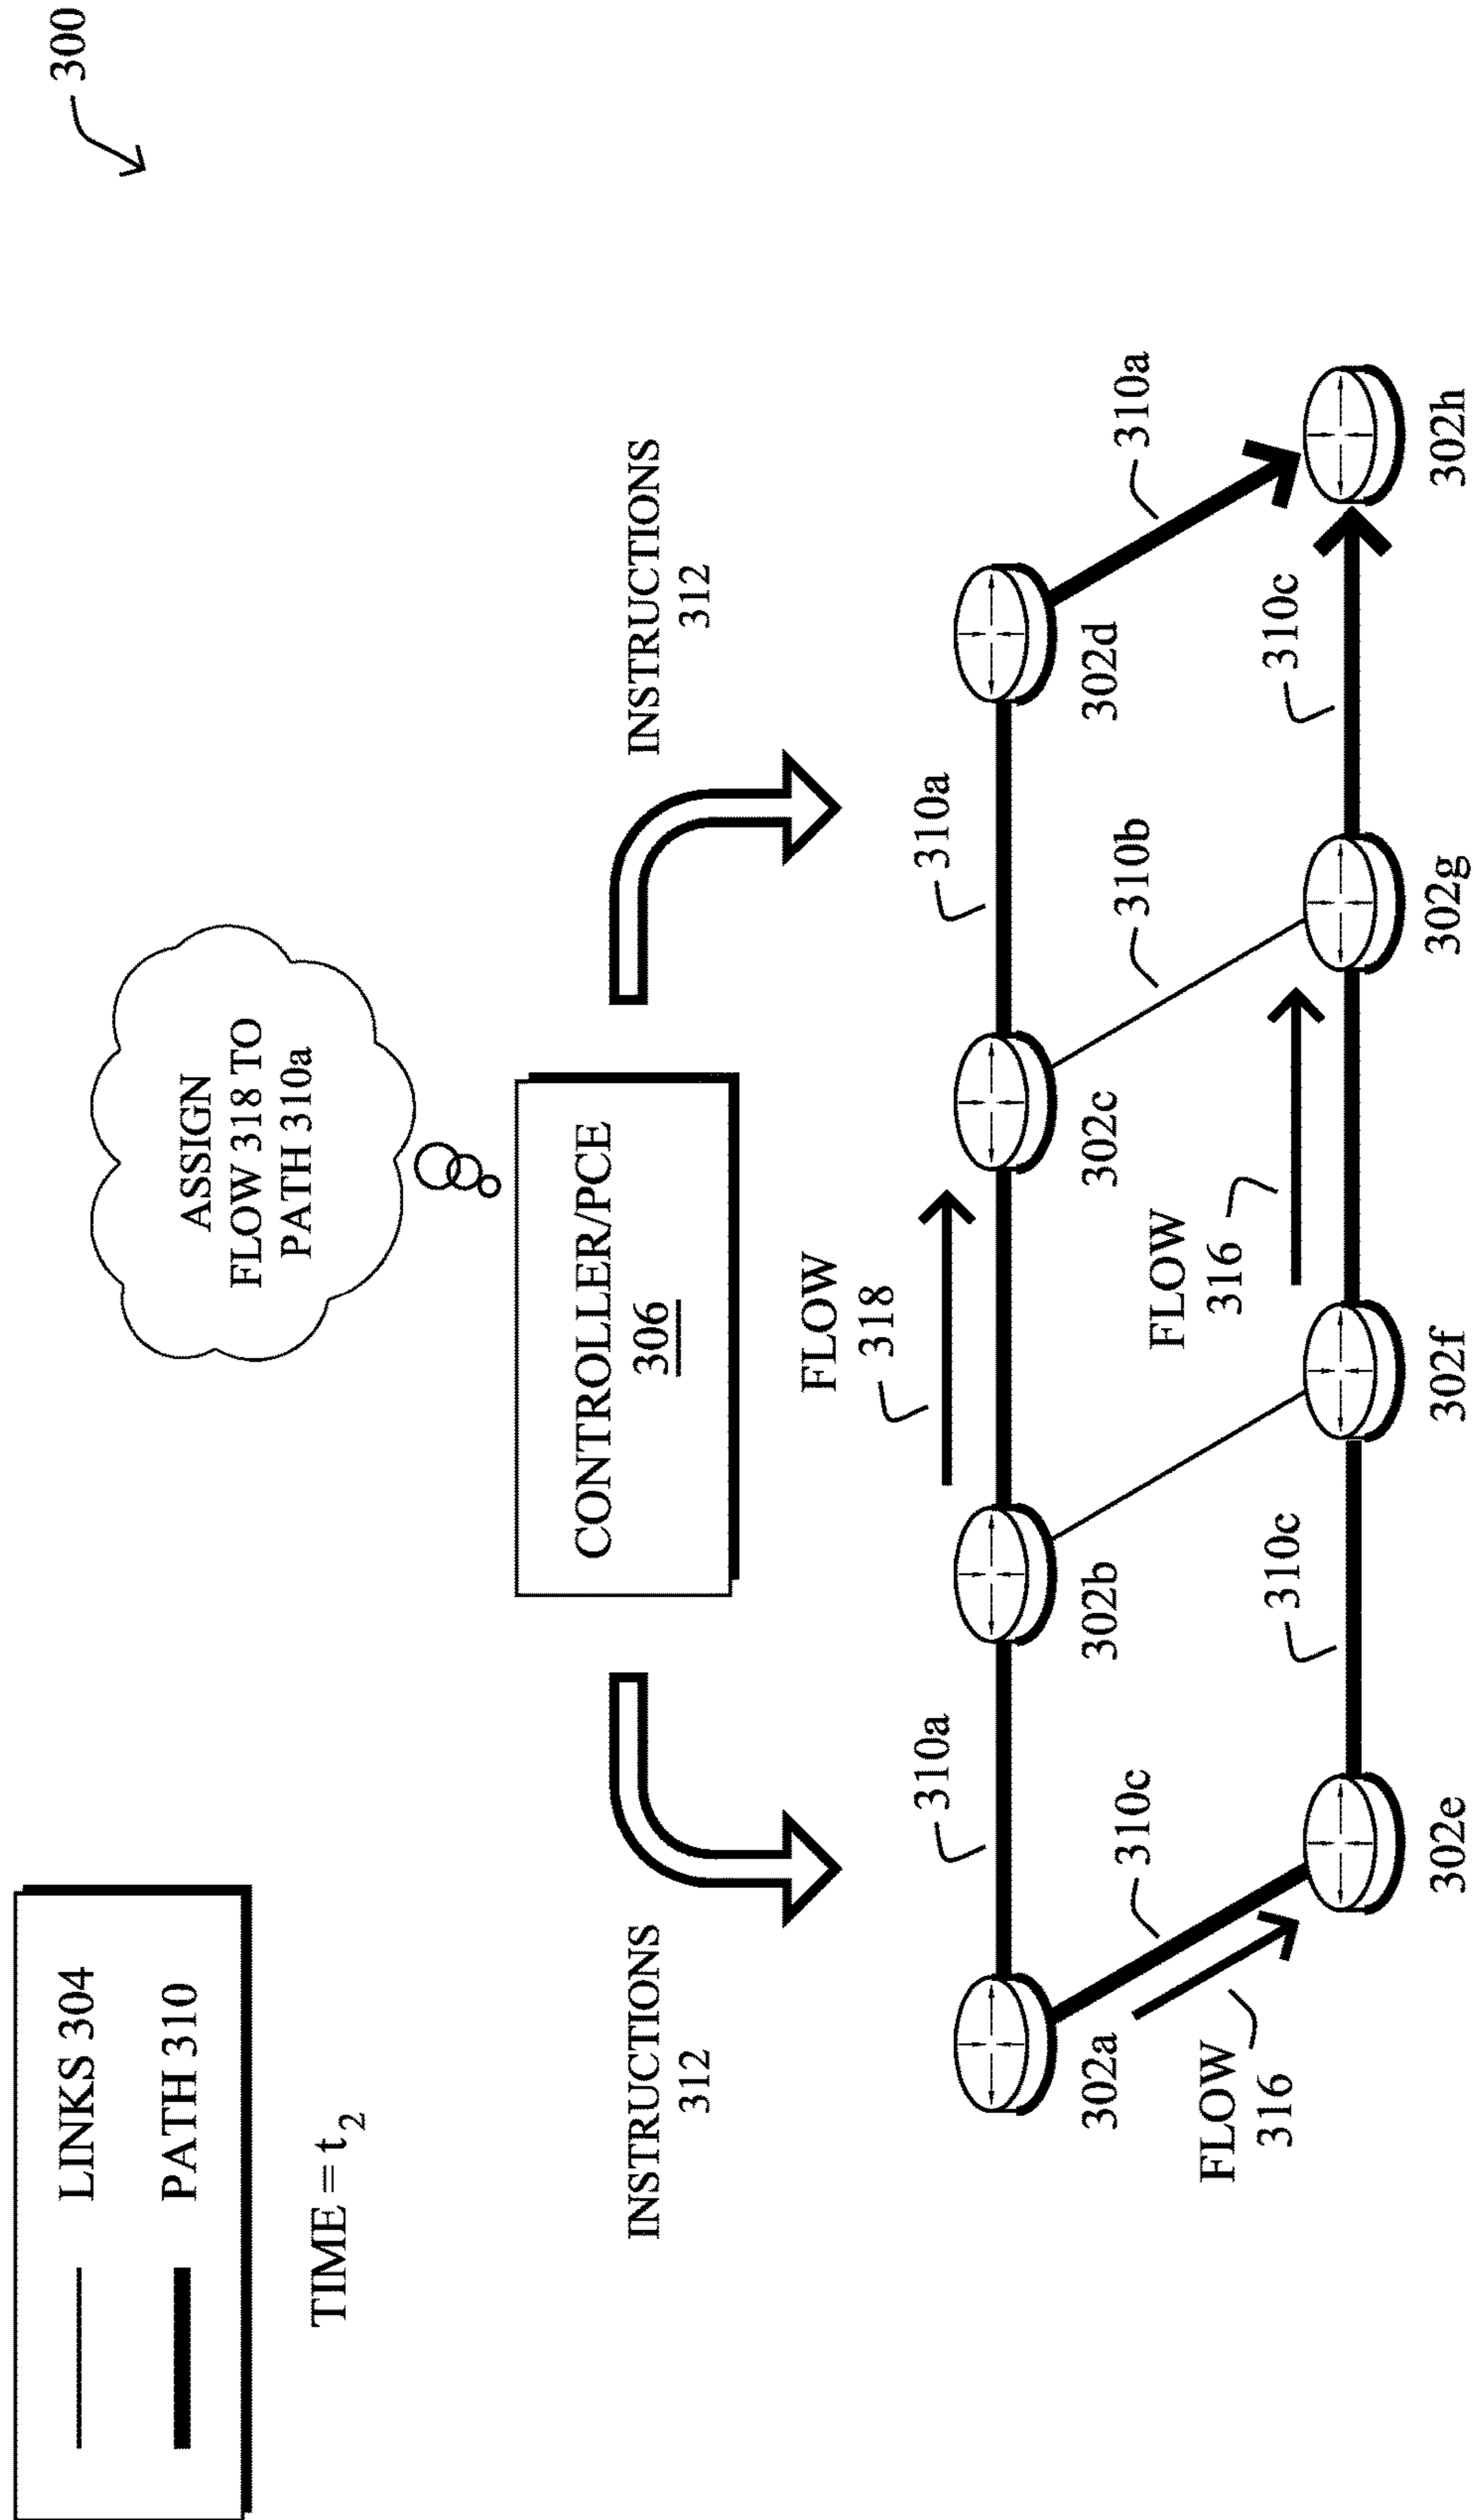 300
LINKS 304
PATH 310
TIME = t2
ASSIGN
FLOW 318 TO
PATH 310a
CONTROLLER/PCE
306
INSTRUCTIONS
312
INSTRUCTIONS
312
FLOW
318
310a
310a
302a
302b
302c
302d
310c
310b
310a
FLOW
316
FLOW
316
310c
310c
302e
302f
302g
302h